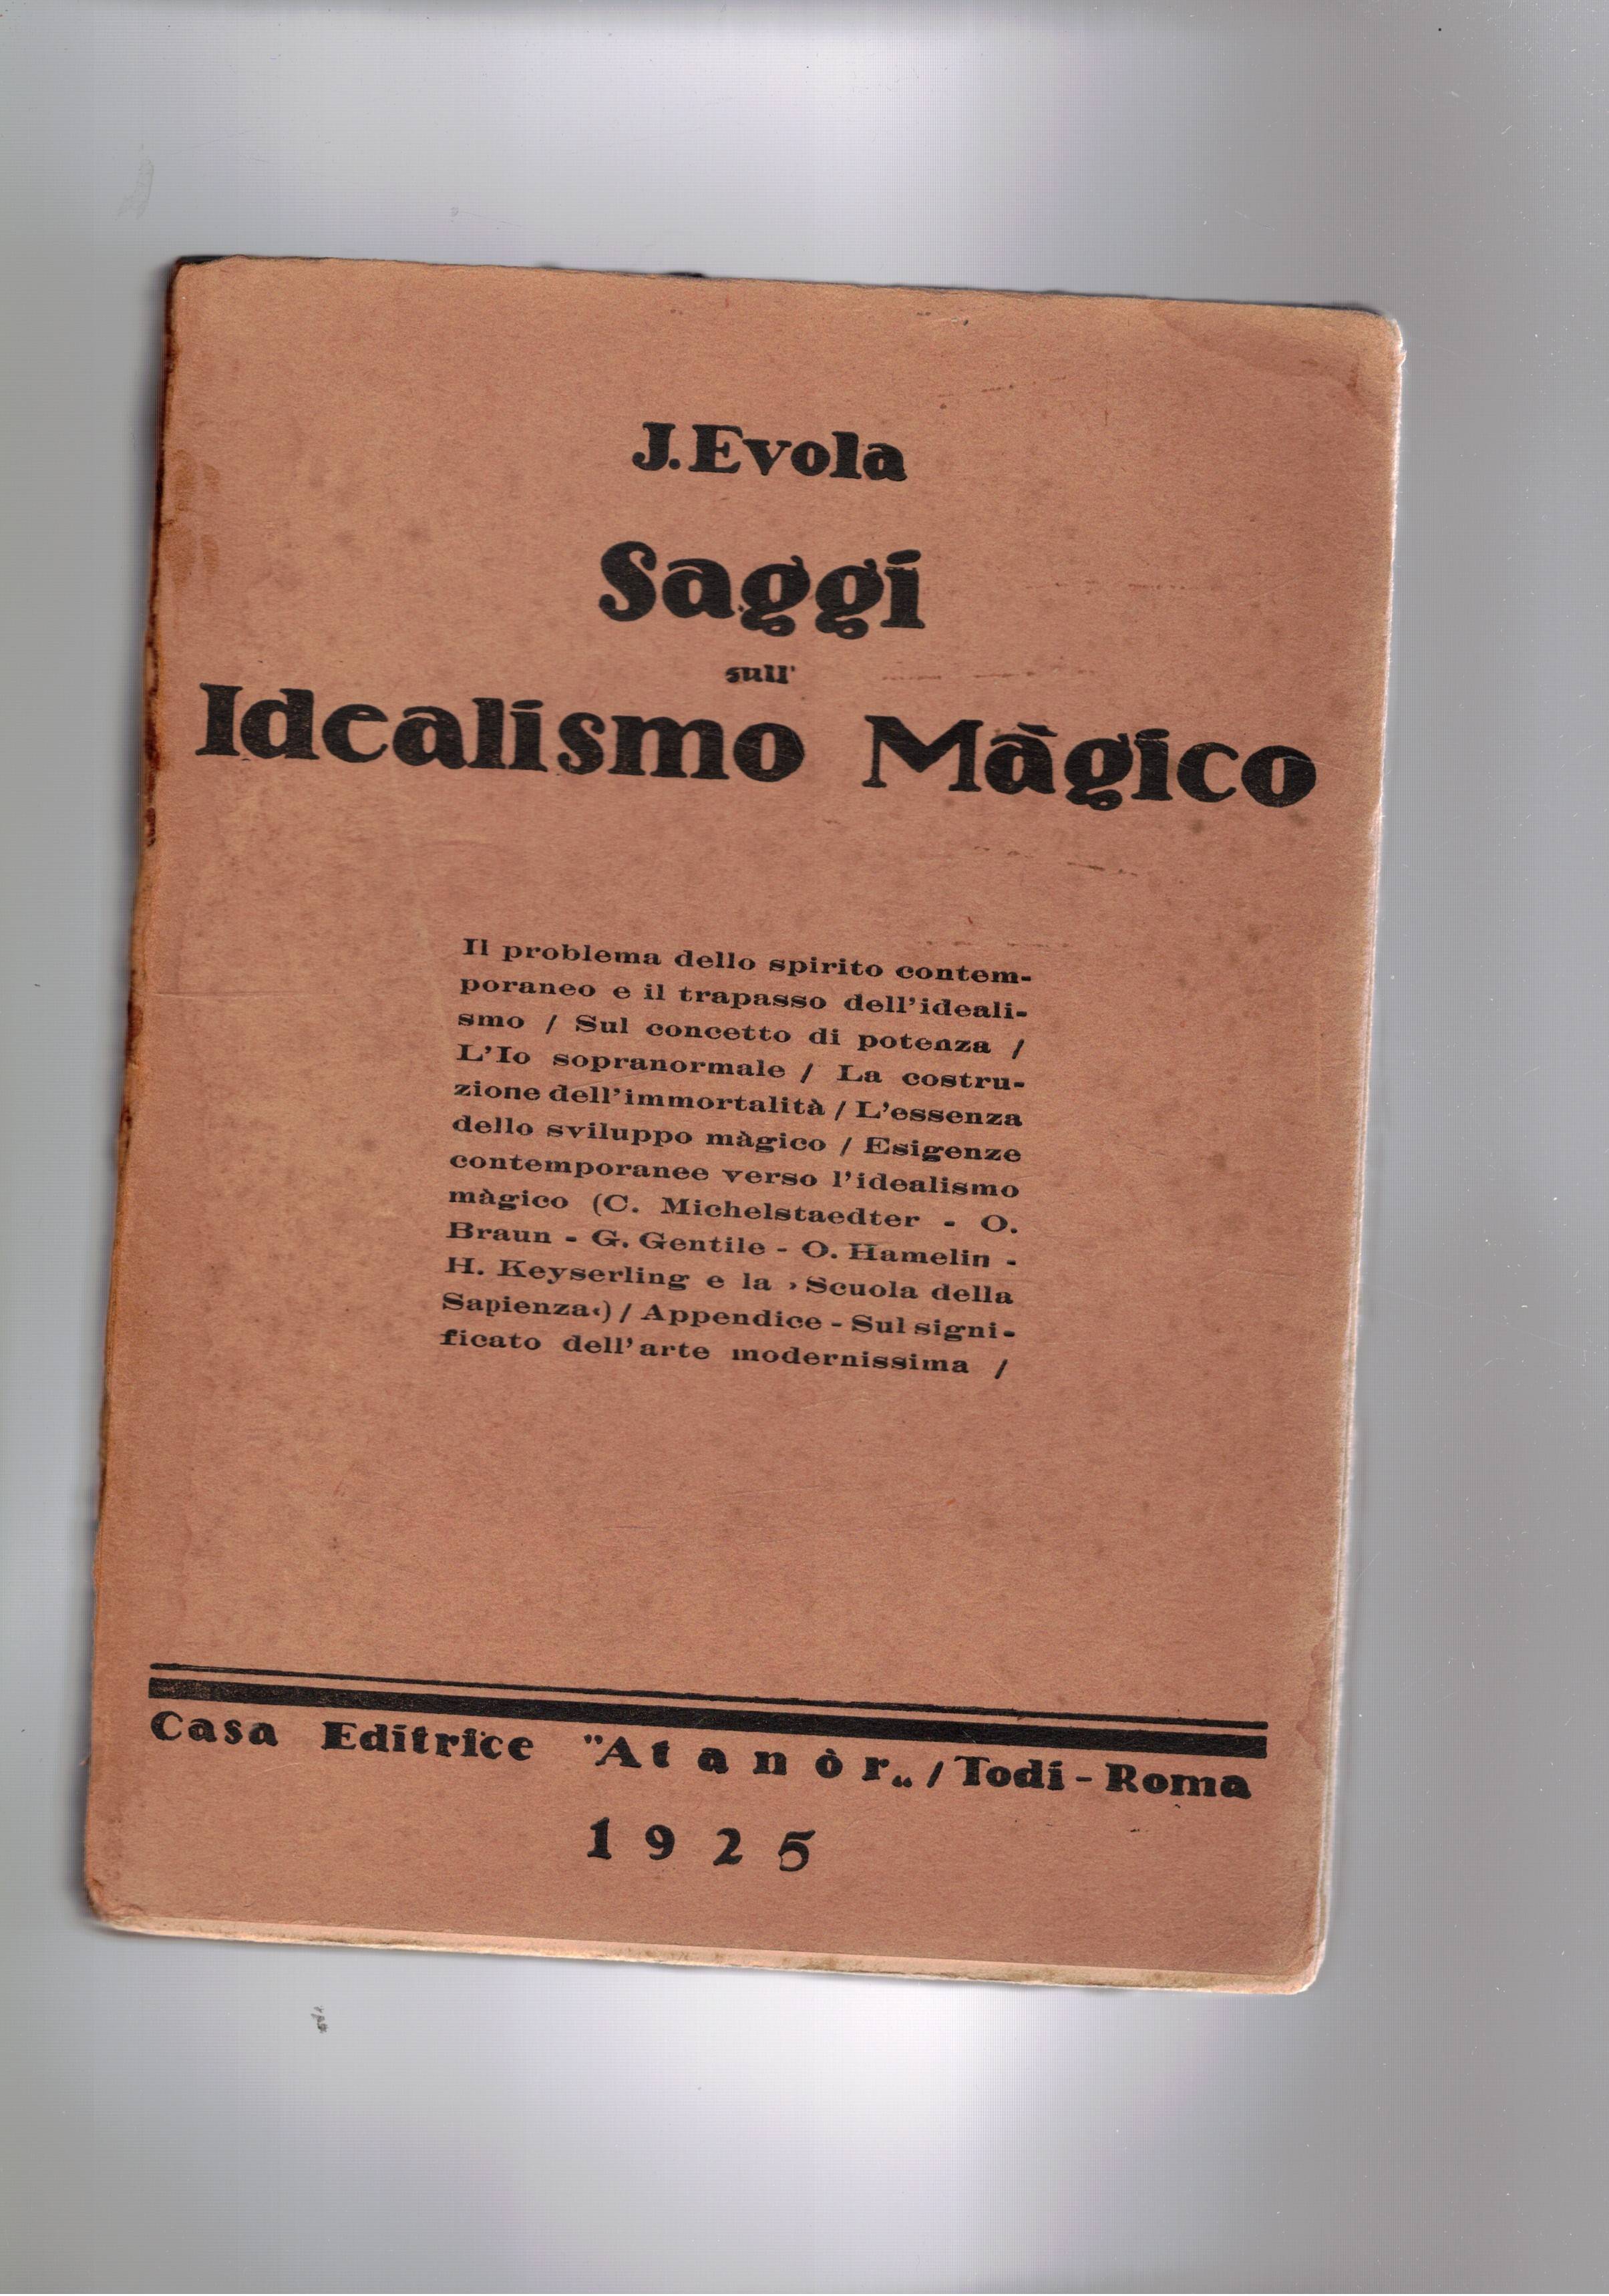 J. Evola
Saggi
sull'
Idealismo Màgico
Il problema dello spirito contem-
poraneo e il trapasso dell'ideali-
smo / Sul concetto di potenza /
L'Io sopranormale / La costru-
zione dell'immortalità / L'essenza
dello sviluppo màgico / Esigenze
contemporanee verso l'idealismo
màgico (C. Michelstaedter - O.
Braun - G. Gentile - O. Hamelin -
H. Keyserling e la › Scuola della
Sapienza‹) / Appendice - Sul signi-
ficato dell'arte modernissima /
Casa Editrice "Atanòr„ / Todi - Roma
1925